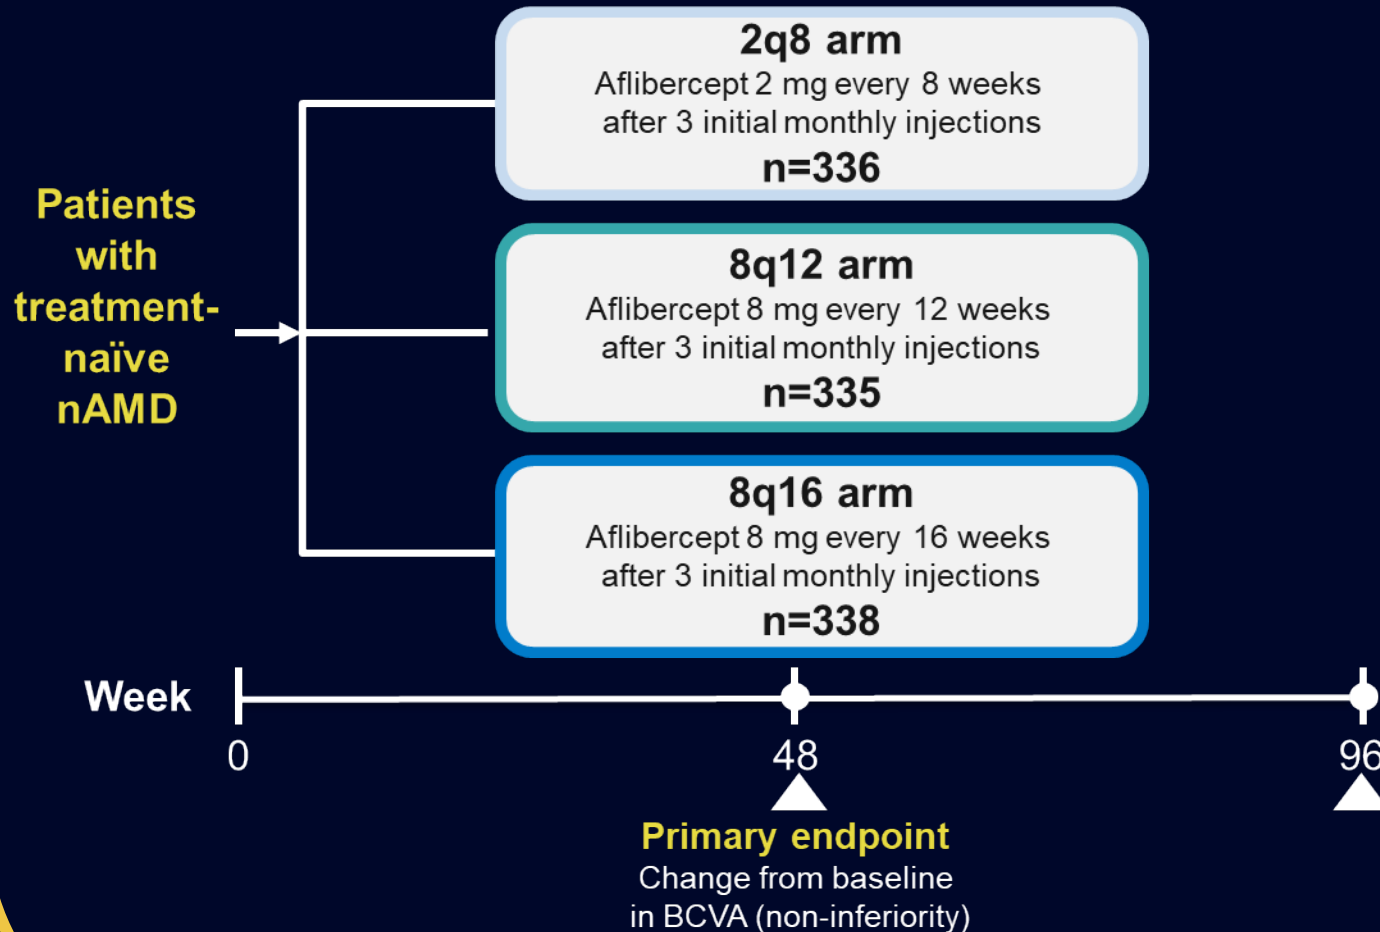 2q8 arm
Aflibercept 2 mg every 8 weeks
after 3 initial monthly injections
n=336
Patients
with
treatment-
naïve
nAMD
8q12 arm
Aflibercept 8 mg every 12 weeks
after 3 initial monthly injections
n=335
8q16 arm
Aflibercept 8 mg every 16 weeks
after 3 initial monthly injections
n=338
Week
0
48
96
Primary endpoint
Change from baseline
in BCVA (non-inferiority)